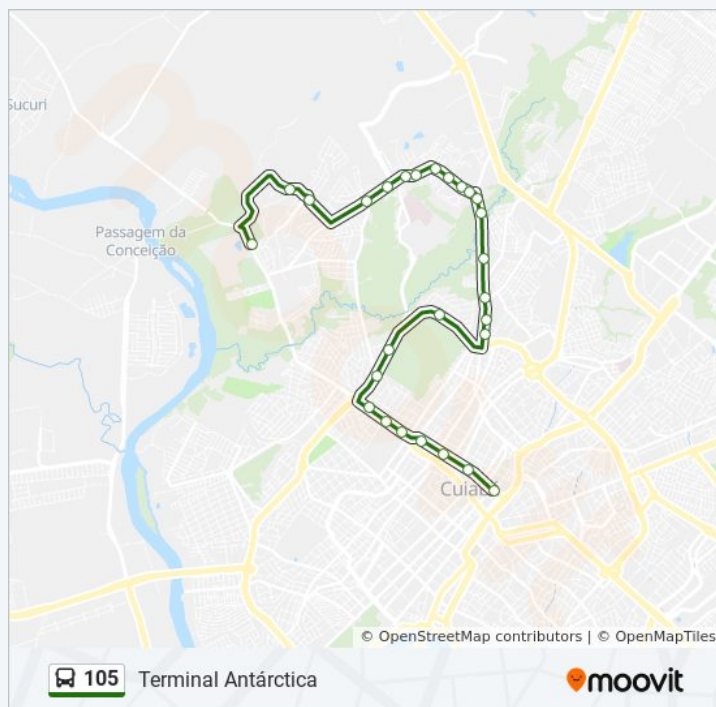 Sucuri
Passagem da
Conceição
Cuiabá
© OpenStreetMap contributors | © OpenMapTiles
105 Terminal Antárctica
moovit